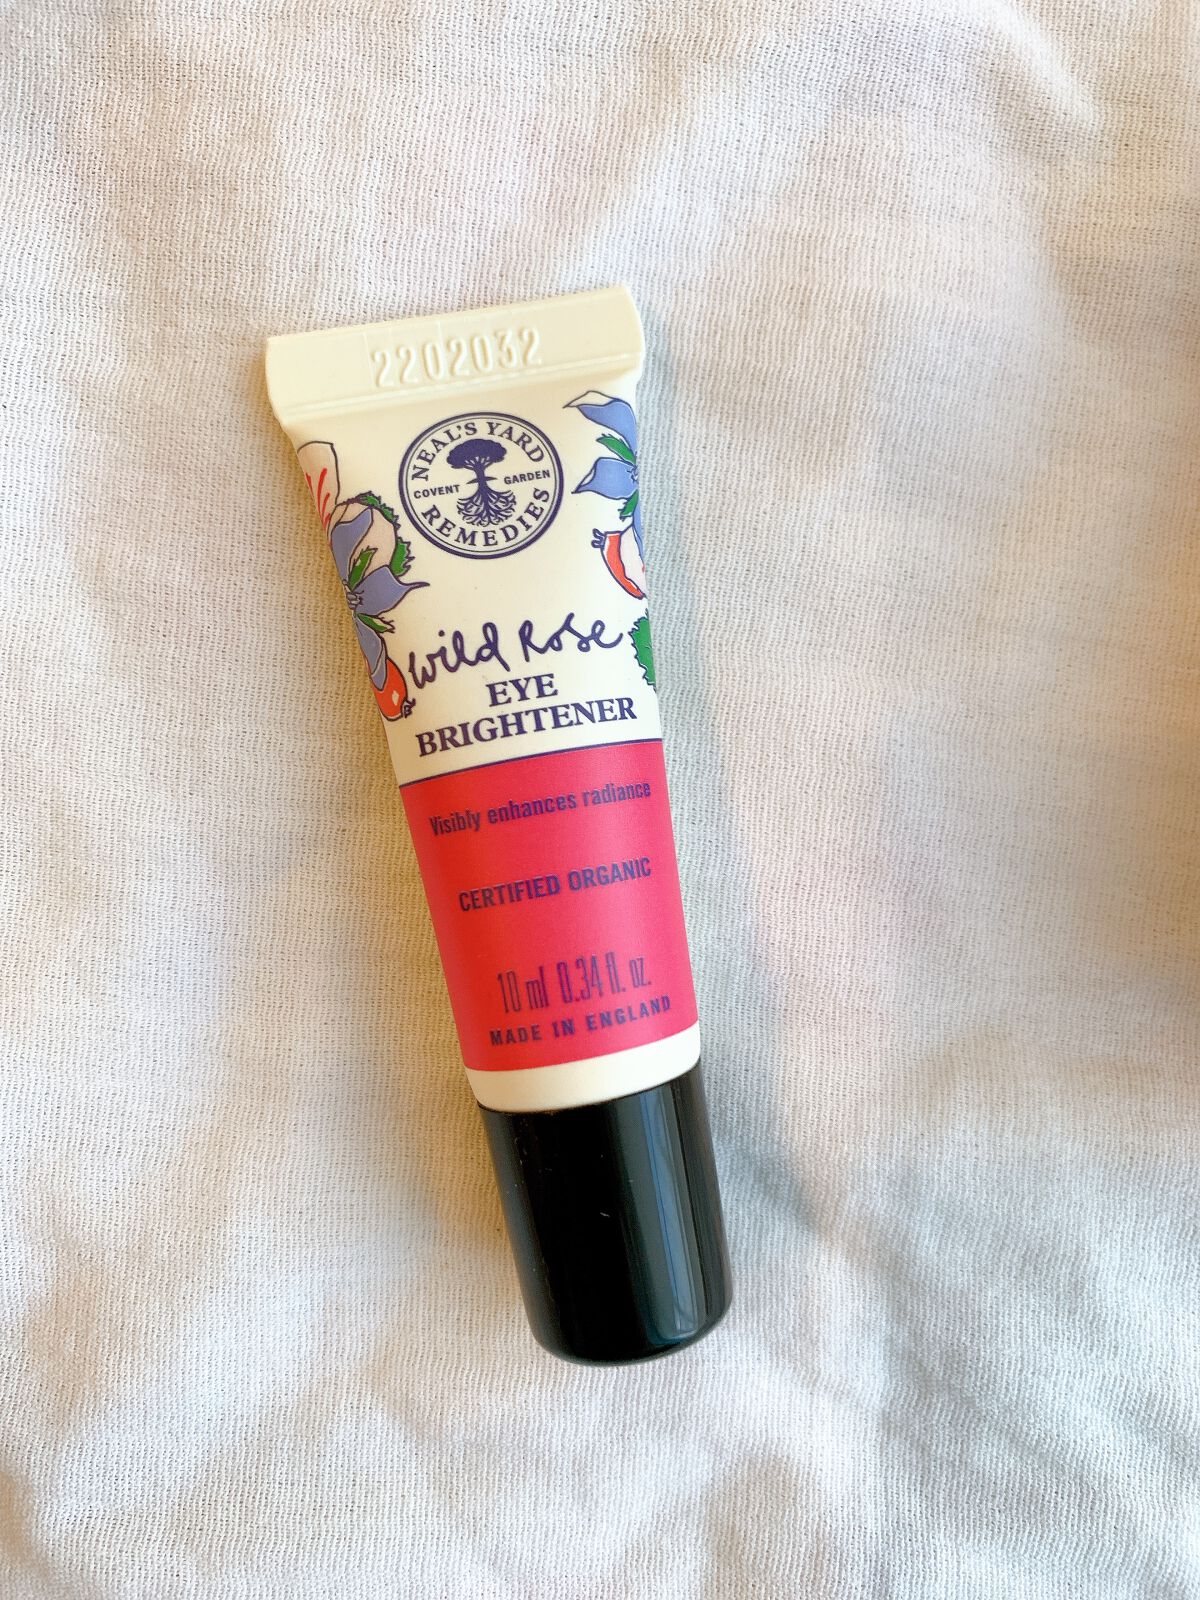 2202032
NEAL'S YARD
COVENT GARDEN
REMEDIES
Wild Rose
EYE
BRIGHTENER
Visibly enhances radiance
CERTIFIED ORGANIC
10 ml 0.34 fl. oz.
MADE IN ENGLAND